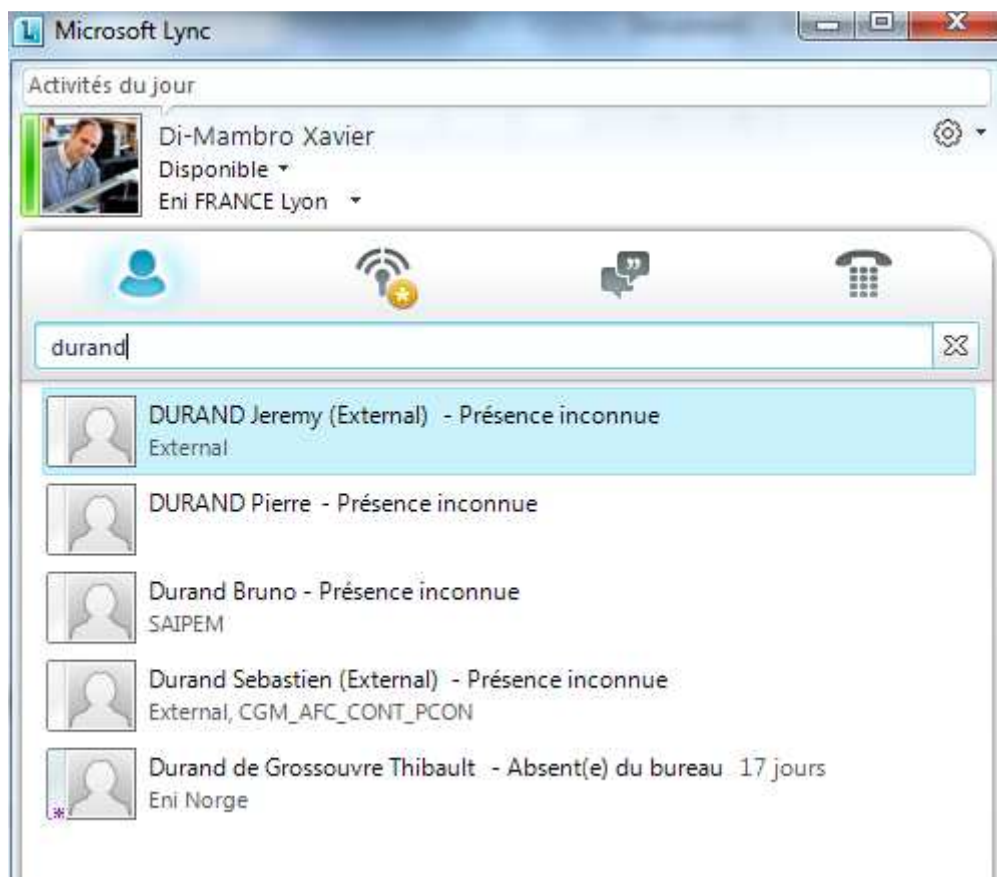 Microsoft Lync
Activités du jour
Di-Mambro Xavier
Disponible
Eni FRANCE Lyon
durand
DURAND Jeremy (External) - Présence inconnue
External
DURAND Pierre - Présence inconnue
Durand Bruno - Présence inconnue
SAIPEM
Durand Sebastien (External) - Présence inconnue
External, CGM_AFC_CONT_PCON
Durand de Grossouvre Thibault - Absent(e) du bureau 17 jours
Eni Norge